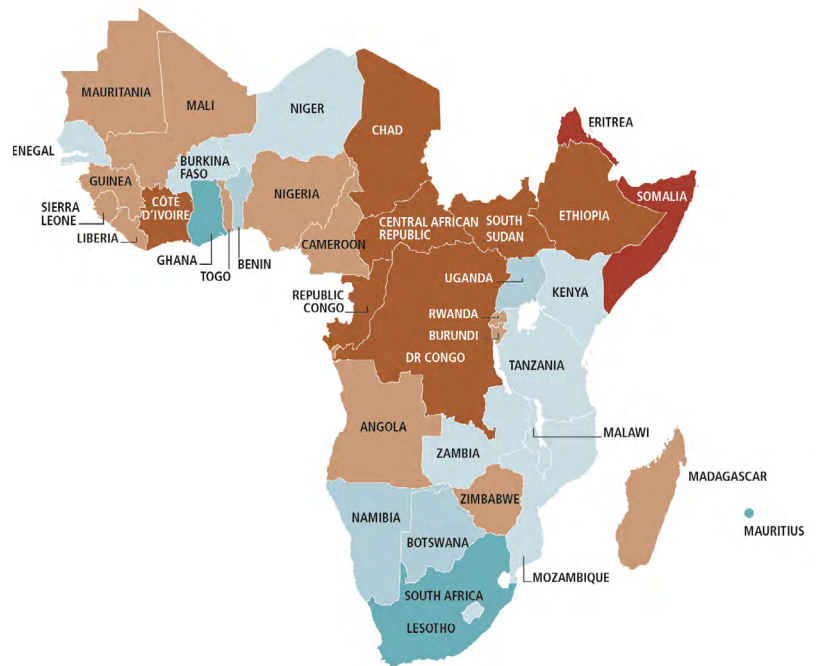 MAURITANIA
MALI
NIGER
CHAD
ERITREA
ENEGAL
BURKINA
FASO
GUINEA
NIGERIA
SOMALIA
SIERRA
LEONE
CÔTE
D'IVOIRE
ETHIOPIA
LIBERIA
CENTRAL AFRICAN
REPUBLIC
SOUTH
SUDAN
CAMEROON
GHANA
TOGO
BENIN
UGANDA
KENYA
REPUBLIC
CONGO
RWANDA
BURUNDI
DR CONGO
TANZANIA
ANGOLA
MALAWI
ZAMBIA
MADAGASCAR
ZIMBABWE
NAMIBIA
MAURITIUS
BOTSWANA
MOZAMBIQUE
SOUTH AFRICA
LESOTHO